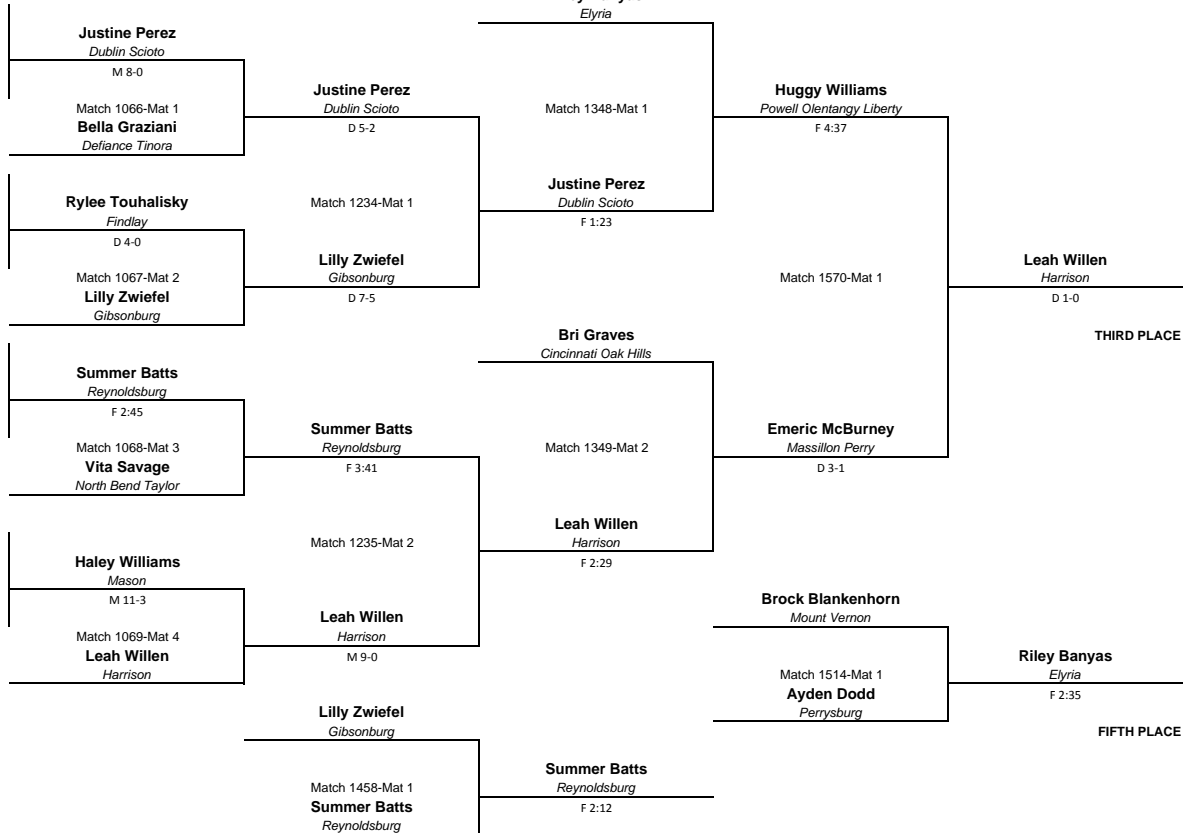 Elyria
Justine Perez
Dublin Scioto
M 8-0
Match 1066-Mat 1
Bella Graziani
Defiance Tinora
Rylee Touhalisky
Findlay
D 4-0
Match 1067-Mat 2
Lilly Zwiefel
Gibsonburg
Summer Batts
Reynoldsburg
F 2:45
Match 1068-Mat 3
Vita Savage
North Bend Taylor
Haley Williams
Mason
M 11-3
Match 1069-Mat 4
Leah Willen
Harrison
Justine Perez
Dublin Scioto
D 5-2
Match 1234-Mat 1
Lilly Zwiefel
Gibsonburg
D 7-5
Summer Batts
Reynoldsburg
F 3:41
Match 1235-Mat 2
Leah Willen
Harrison
M 9-0
Lilly Zwiefel
Gibsonburg
Match 1458-Mat 1
Summer Batts
Reynoldsburg
Match 1348-Mat 1
Justine Perez
Dublin Scioto
F 1:23
Bri Graves
Cincinnati Oak Hills
Match 1349-Mat 2
Leah Willen
Harrison
F 2:29
Summer Batts
Reynoldsburg
F 2:12
Huggy Williams
Powell Olentangy Liberty
F 4:37
Match 1570-Mat 1
Emeric McBurney
Massillon Perry
D 3-1
Brock Blankenhorn
Mount Vernon
Match 1514-Mat 1
Ayden Dodd
Perrysburg
Leah Willen
Harrison
D 1-0
THIRD PLACE
Riley Banyas
Elyria
F 2:35
FIFTH PLACE